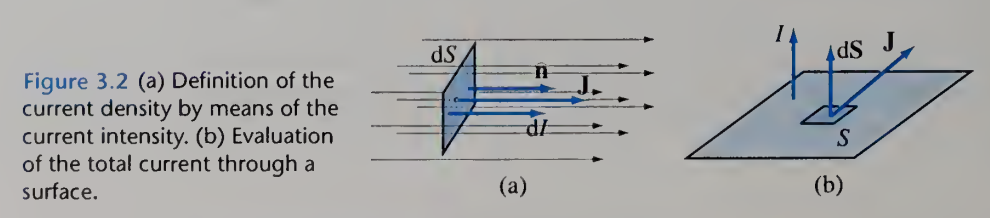 Figure 3.2 (a) Definition of the
current density by means of the
current intensity. (b) Evaluation
of the total current through a
surface.
dS
n̂
J
dI
(a)
I
dS J
S
(b)